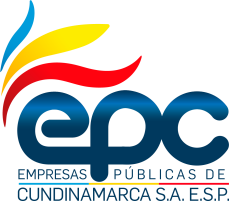 epc
EMPRESAS PÚBLICAS DE
CUNDINAMARCA S.A. E.S.P.